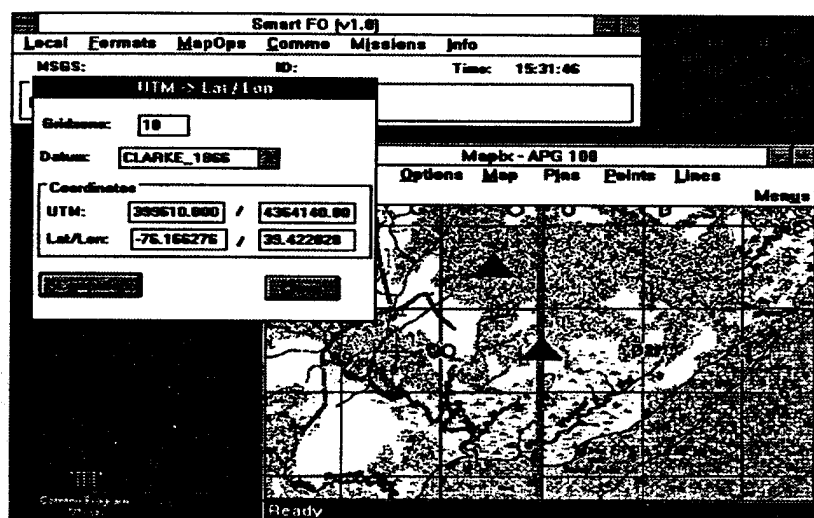 Smart FO (v1.0)
Local Formats MapOps Comms Missions Info
MSGS: ID: Time: 15:31:46
UTM -> Lat/Lon
Gridzone: 18
Datum: CLARKE_1866
Coordinates
UTM: 399610.000 / 4364140.00
Lat/Lon: -76.166276 / 39.422020
Mapix - APG 100
Options Map Pins Points Lines
Menus
Ready